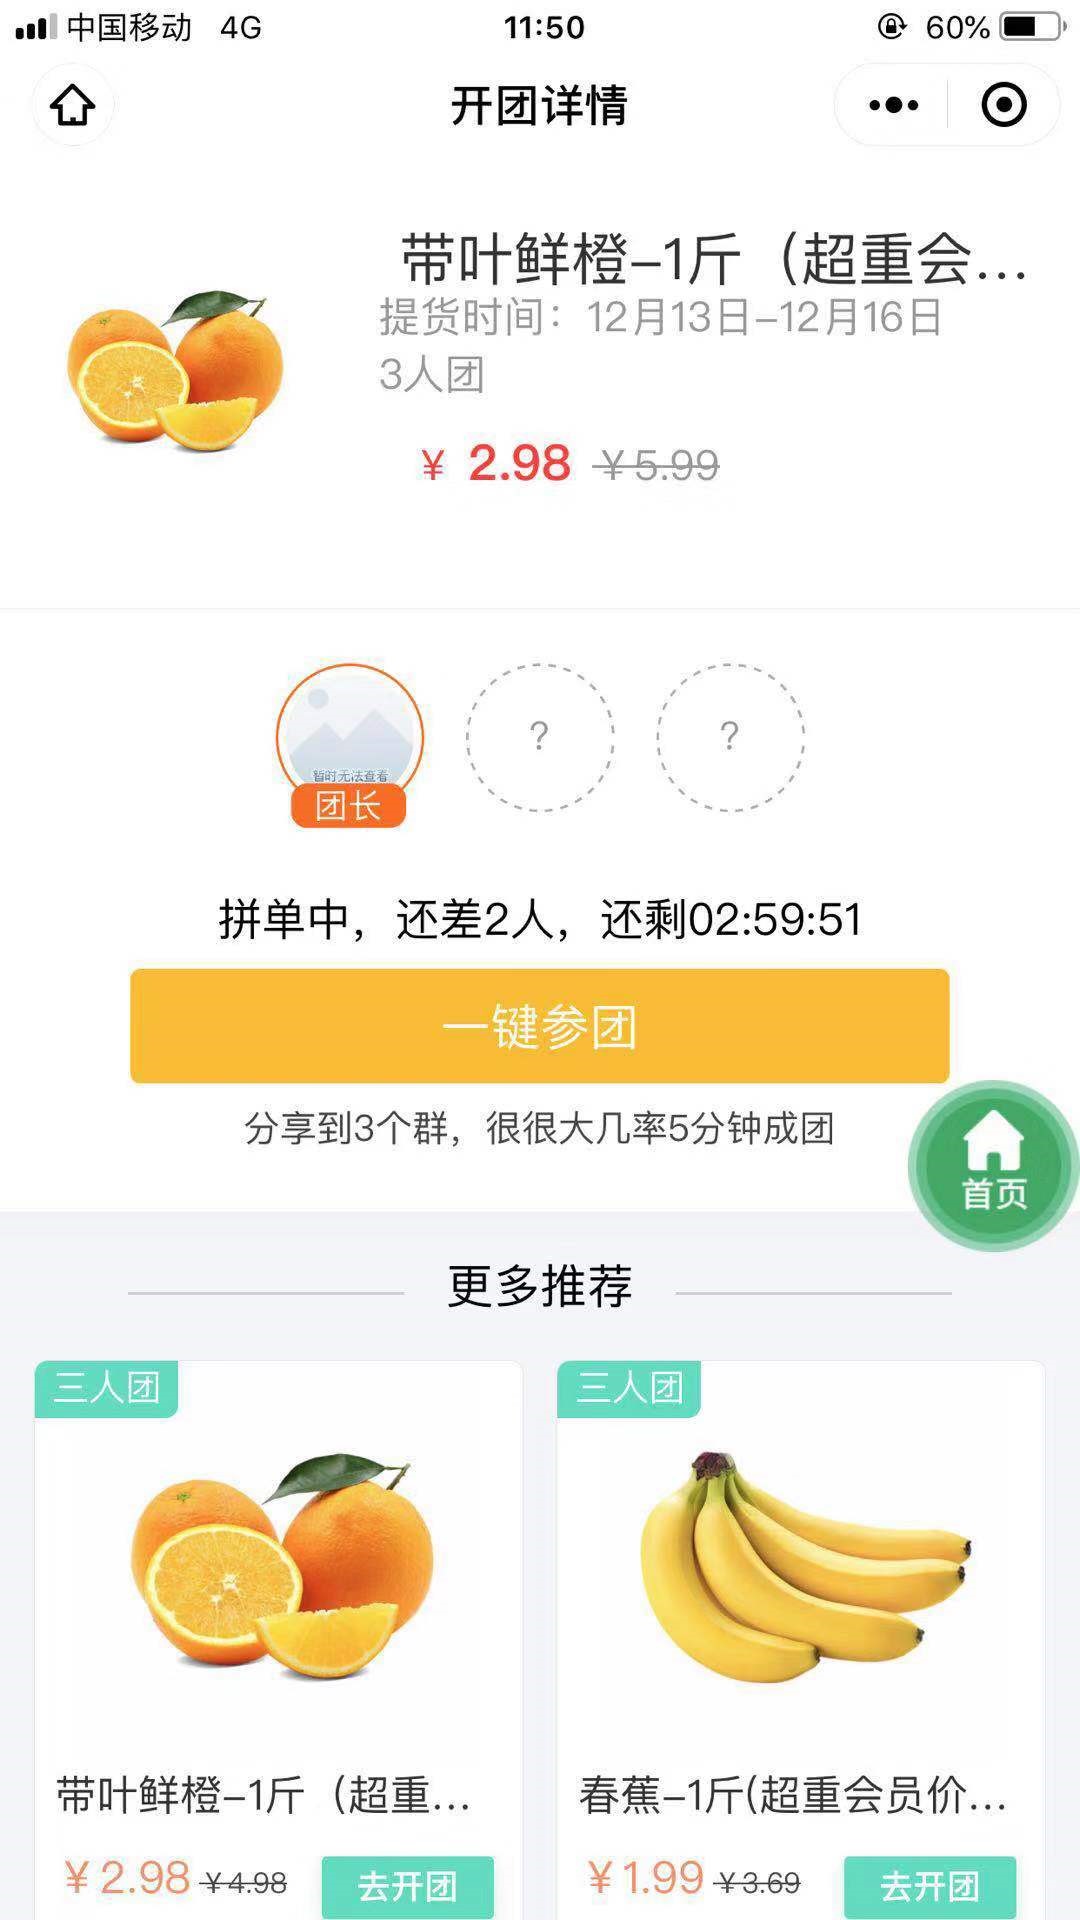 中国移动 4G 11:50 60%
开团详情
带叶鲜橙-1斤（超重会...
提货时间：12月13日-12月16日
3人团
￥ 2.98 ￥5.99
? ?
暂时无法查看
团长
拼单中，还差2人，还剩02:59:51
一键参团
分享到3个群，很很大几率5分钟成团
首页
更多推荐
三人团 三人团
带叶鲜橙-1斤（超重... 春蕉-1斤(超重会员价...
￥2.98 ￥4.98 去开团 ￥1.99 ￥3.69 去开团